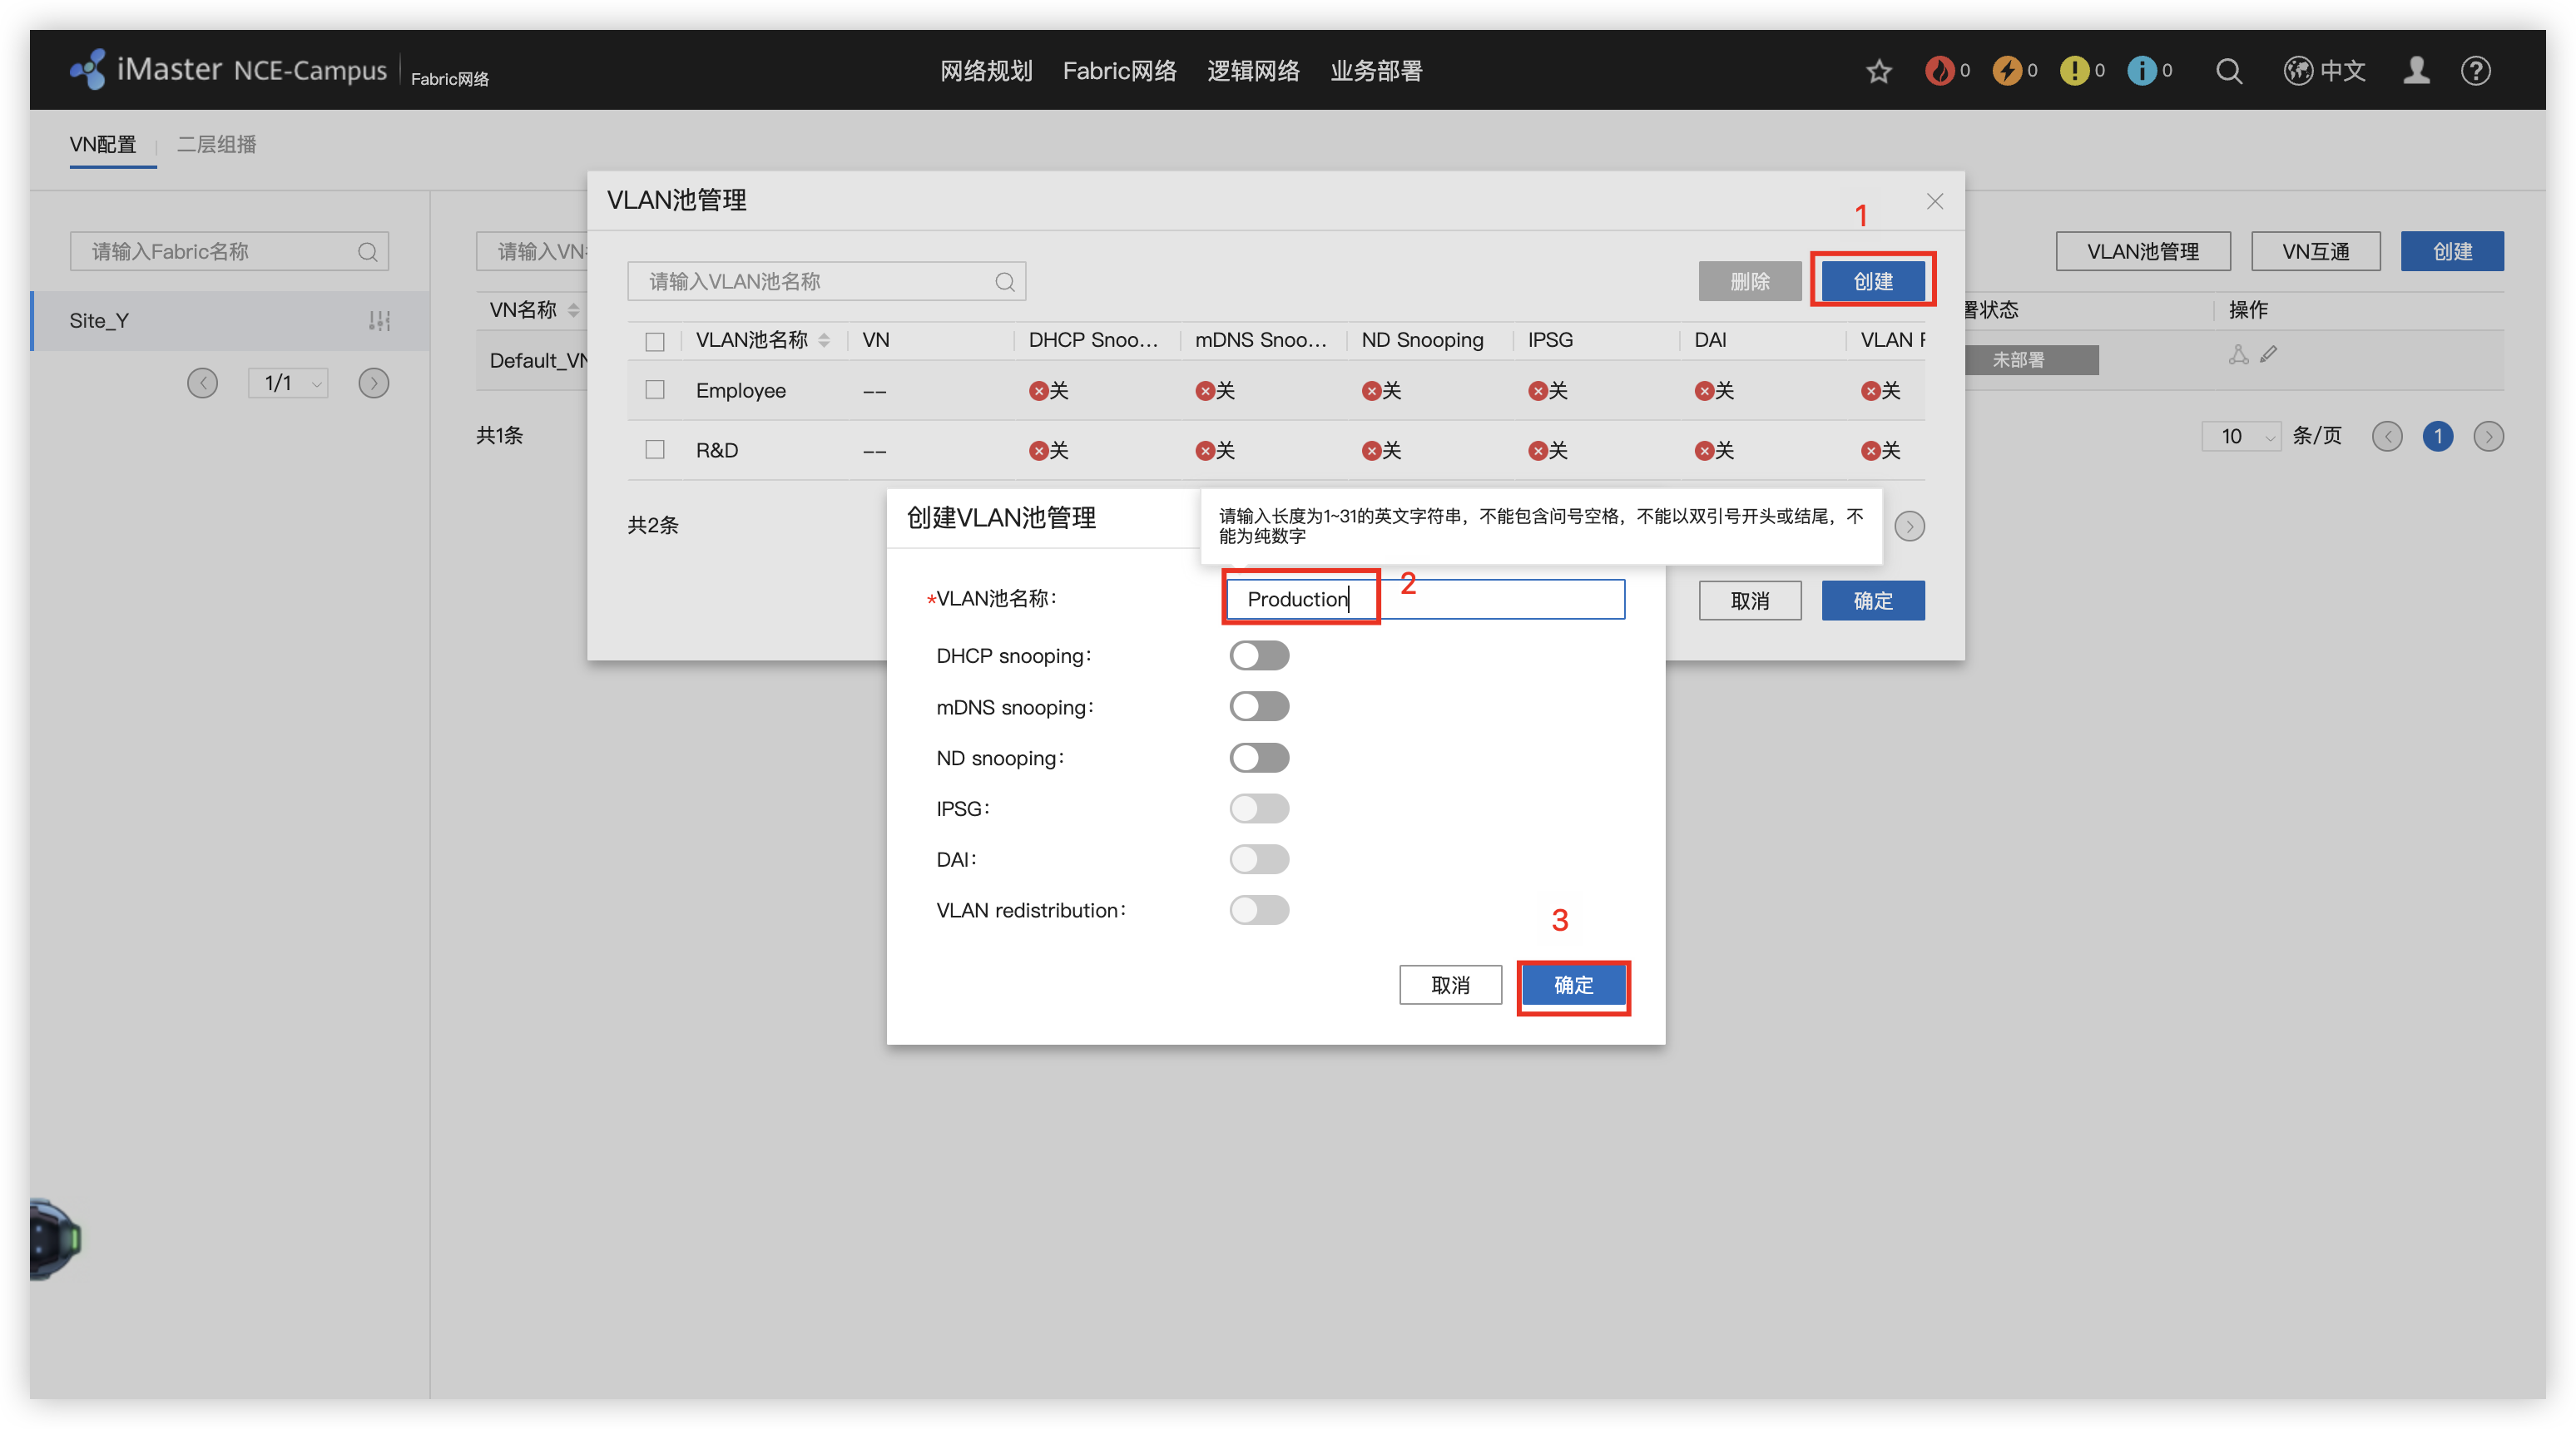 iMaster NCE-Campus Fabric网络 网络规划 Fabric网络 逻辑网络 业务部署 0 0 0 0 中文
VN配置 二层组播
VLAN池管理
1
请输入Fabric名称 请输入VN VLAN池管理 VN互通 创建
请输入VLAN池名称 删除 创建
Site_Y VN名称 署状态 操作
VLAN池名称 VN DHCP Snoo... mDNS Snoo... ND Snooping IPSG DAI VLAN
Default_VN 未部署
1/1
Employee -- 关 关 关 关 关 关
共1条 10 条/页 1
R&D -- 关 关 关 关 关 关
共2条
创建VLAN池管理
请输入长度为1~31的英文字符串，不能包含问号空格，不能以双引号开头或结尾，不
能为纯数字
2
*VLAN池名称： Production 取消 确定
DHCP snooping：
mDNS snooping：
ND snooping：
IPSG：
DAI：
VLAN redistribution：
3
取消 确定